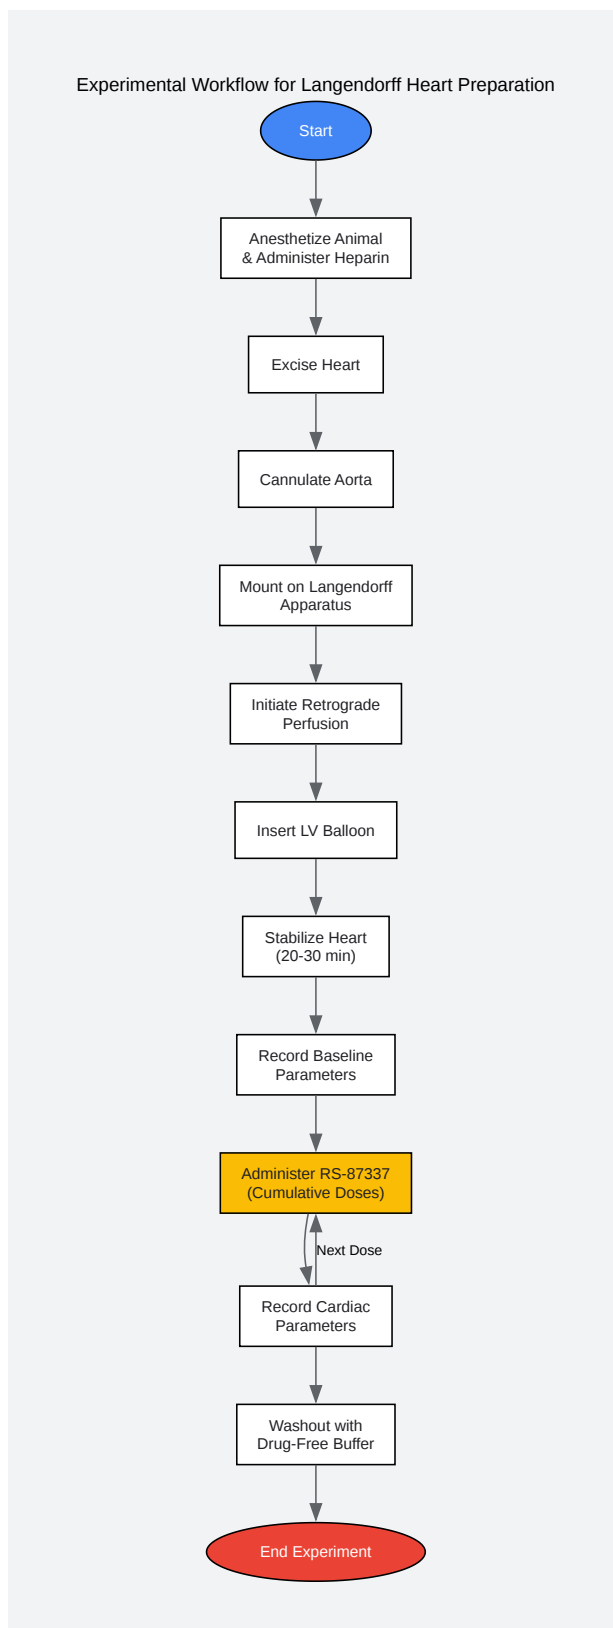 Experimental Workflow for Langendorff Heart Preparation
Start
Anesthetize Animal
& Administer Heparin
Excise Heart
Cannulate Aorta
Mount on Langendorff
Apparatus
Initiate Retrograde
Perfusion
Insert LV Balloon
Stabilize Heart
(20-30 min)
Record Baseline
Parameters
Administer RS-87337
(Cumulative Doses)
Next Dose
Record Cardiac
Parameters
Washout with
Drug-Free Buffer
End Experiment